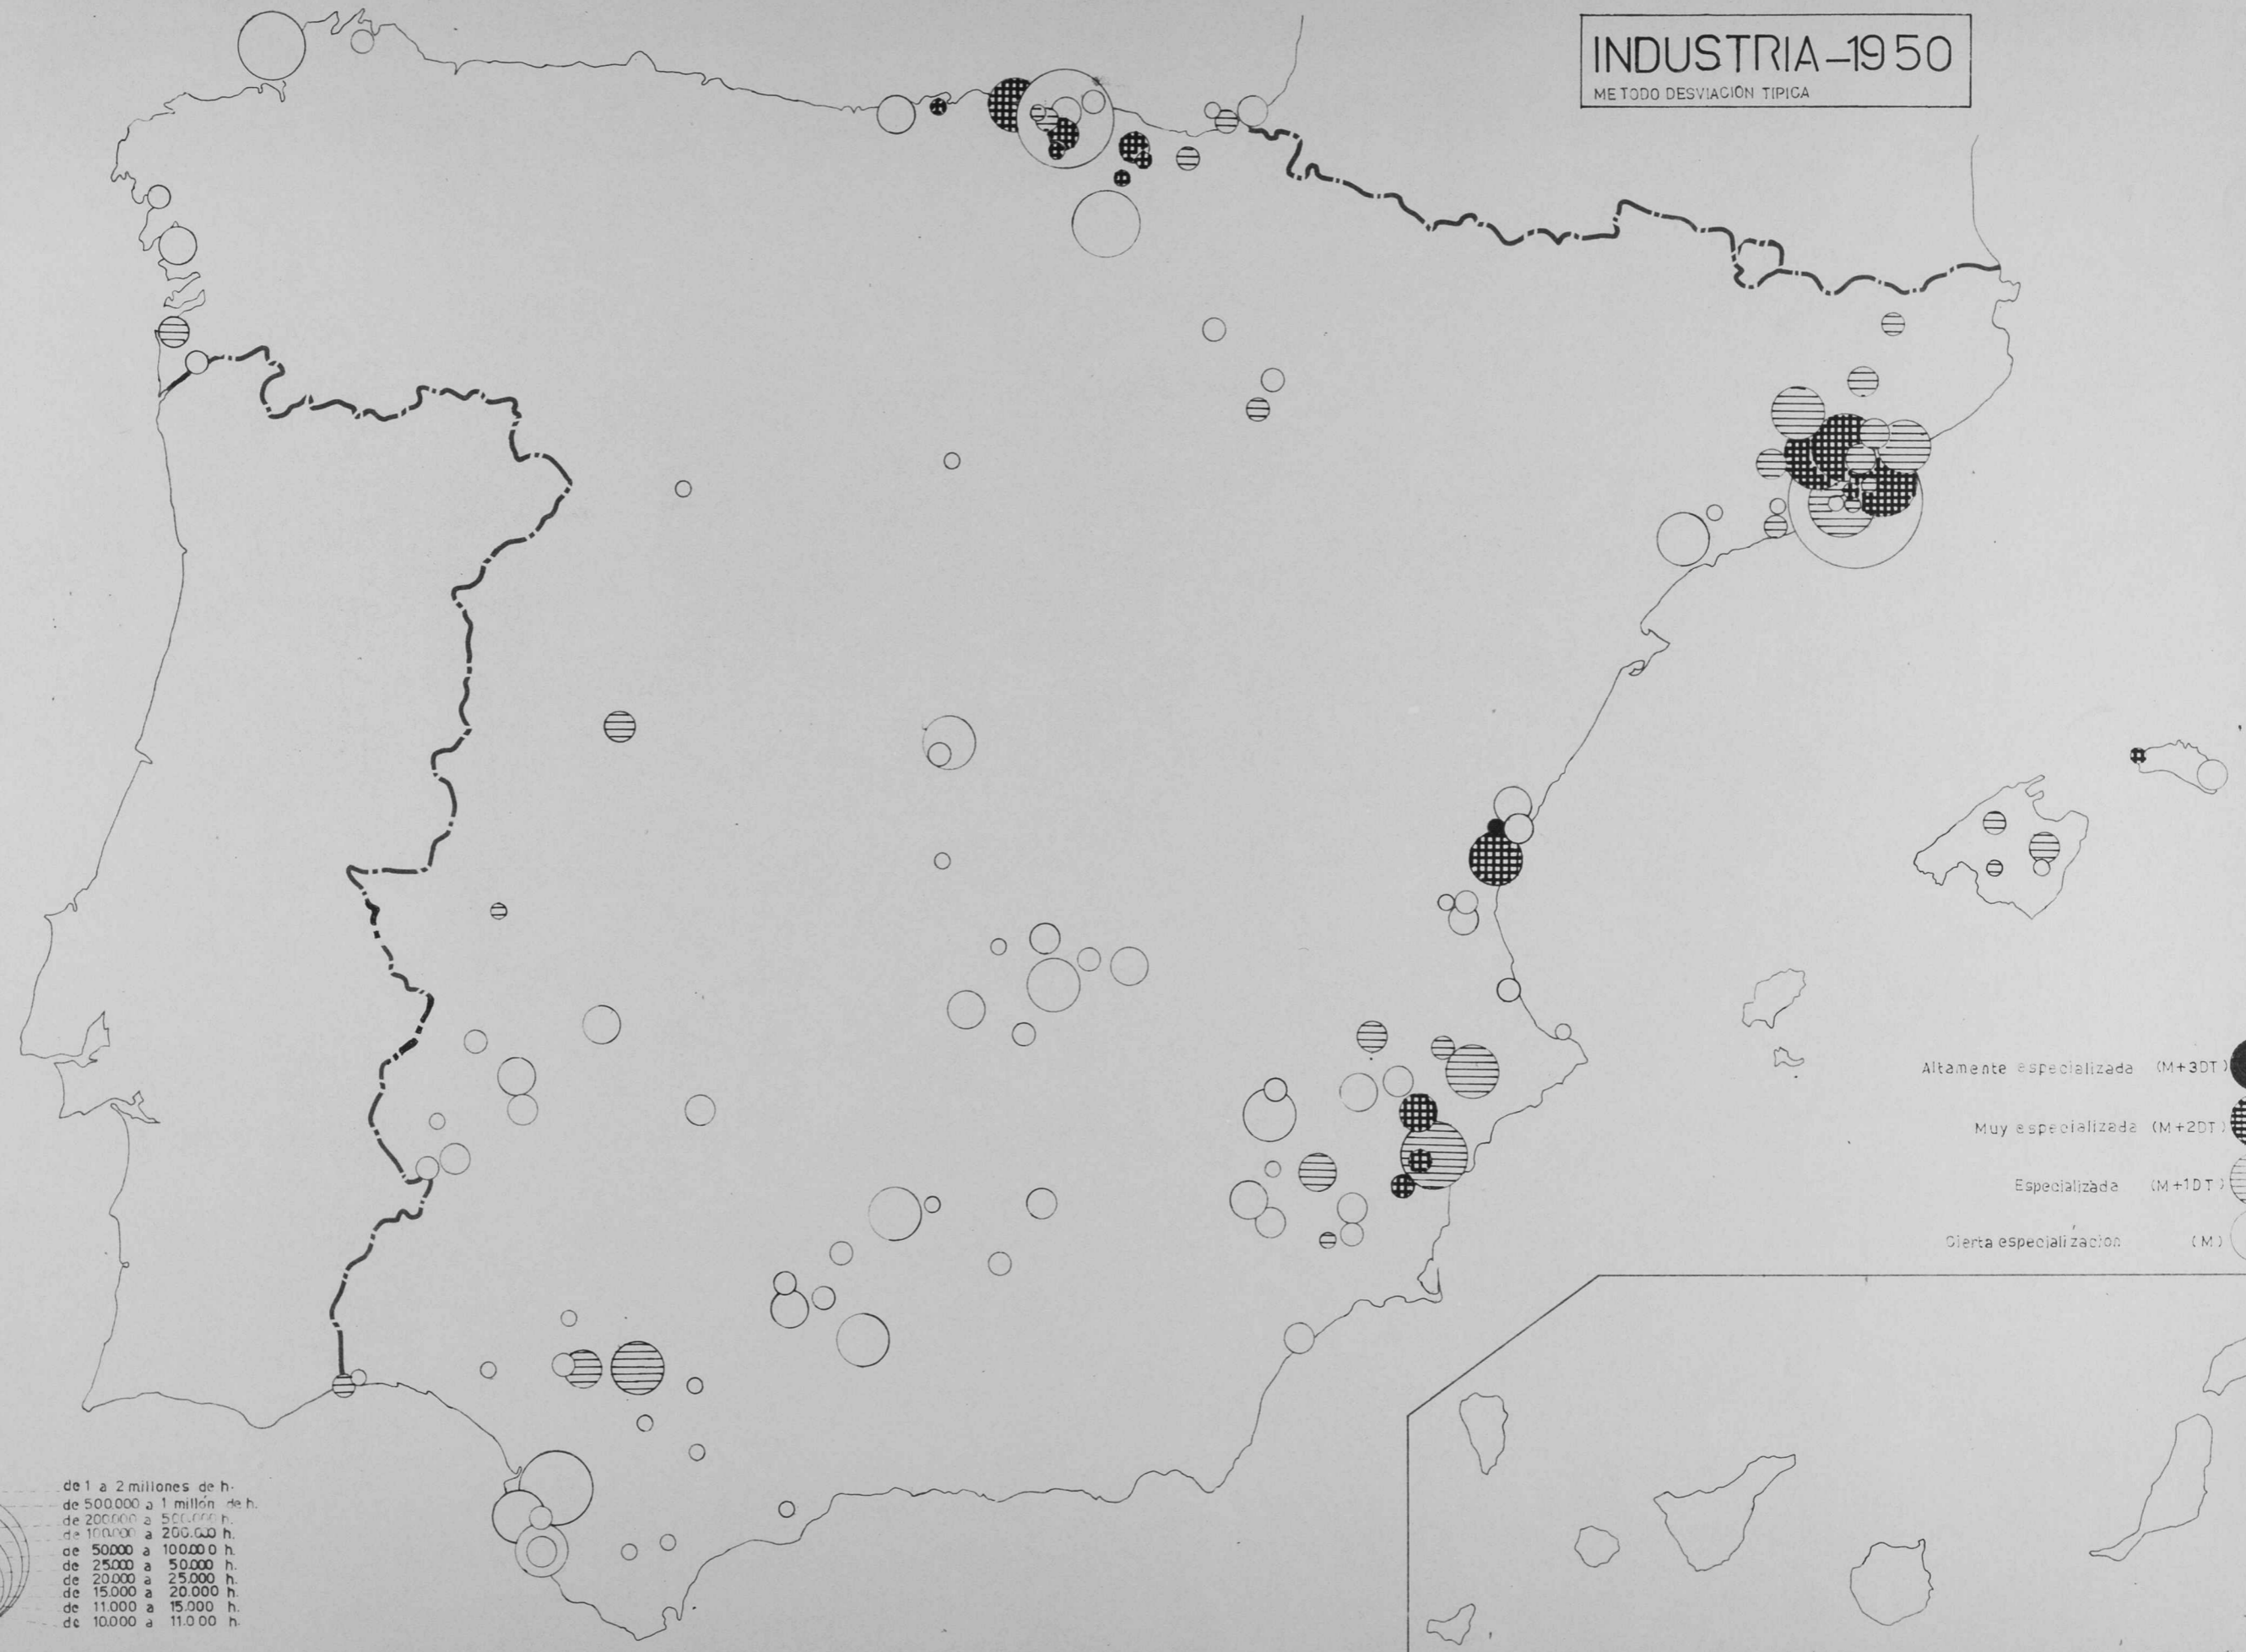 INDUSTRIA-1950
METODO DESVIACIÓN TIPICA
Altamente especializada (M+3DT)
Muy especializada (M+2DT)
Especializada (M+1DT)
Cierta especialización (M)
de 1 a 2 millones de h.
de 500.000 a 1 millón de h.
de 200.000 a 500.000 h.
de 100.000 a 200.000 h.
de 50.000 a 100.000 h.
de 25.000 a 50.000 h.
de 20.000 a 25.000 h.
de 15.000 a 20.000 h.
de 11.000 a 15.000 h.
de 10.000 a 11.000 h.